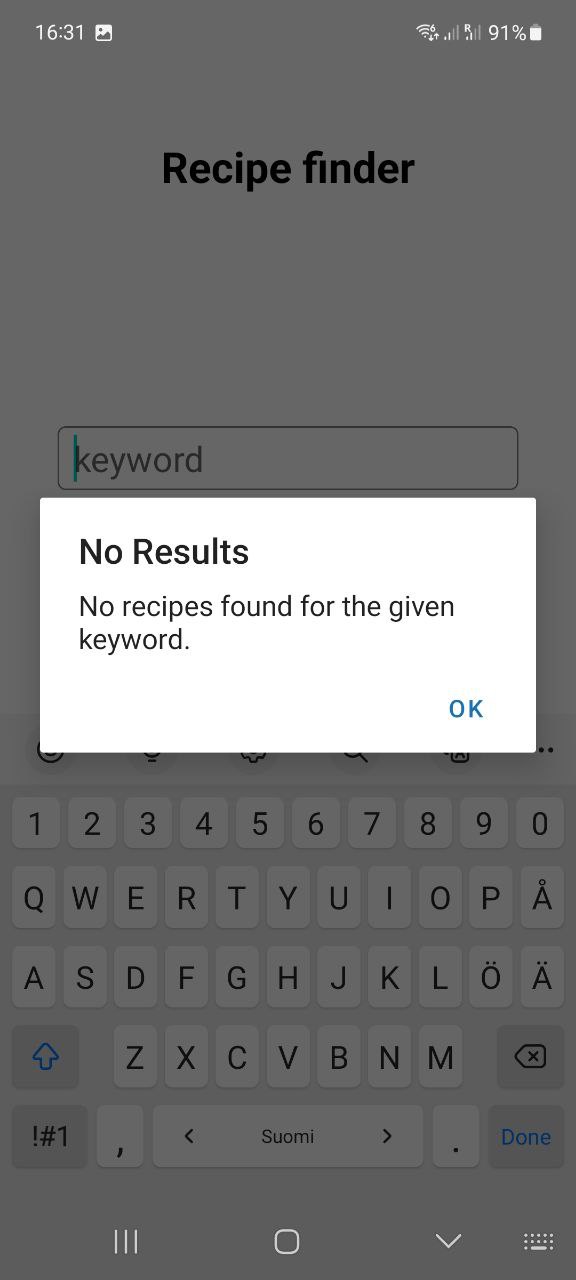 16:31 R 91%
Recipe finder
keyword
No Results
No recipes found for the given
keyword.
OK
1 2 3 4 5 6 7 8 9 0
Q W E R T Y U I O P Å
A S D F G H J K L Ö Ä
Z X C V B N M
!#1 , < Suomi > . Done